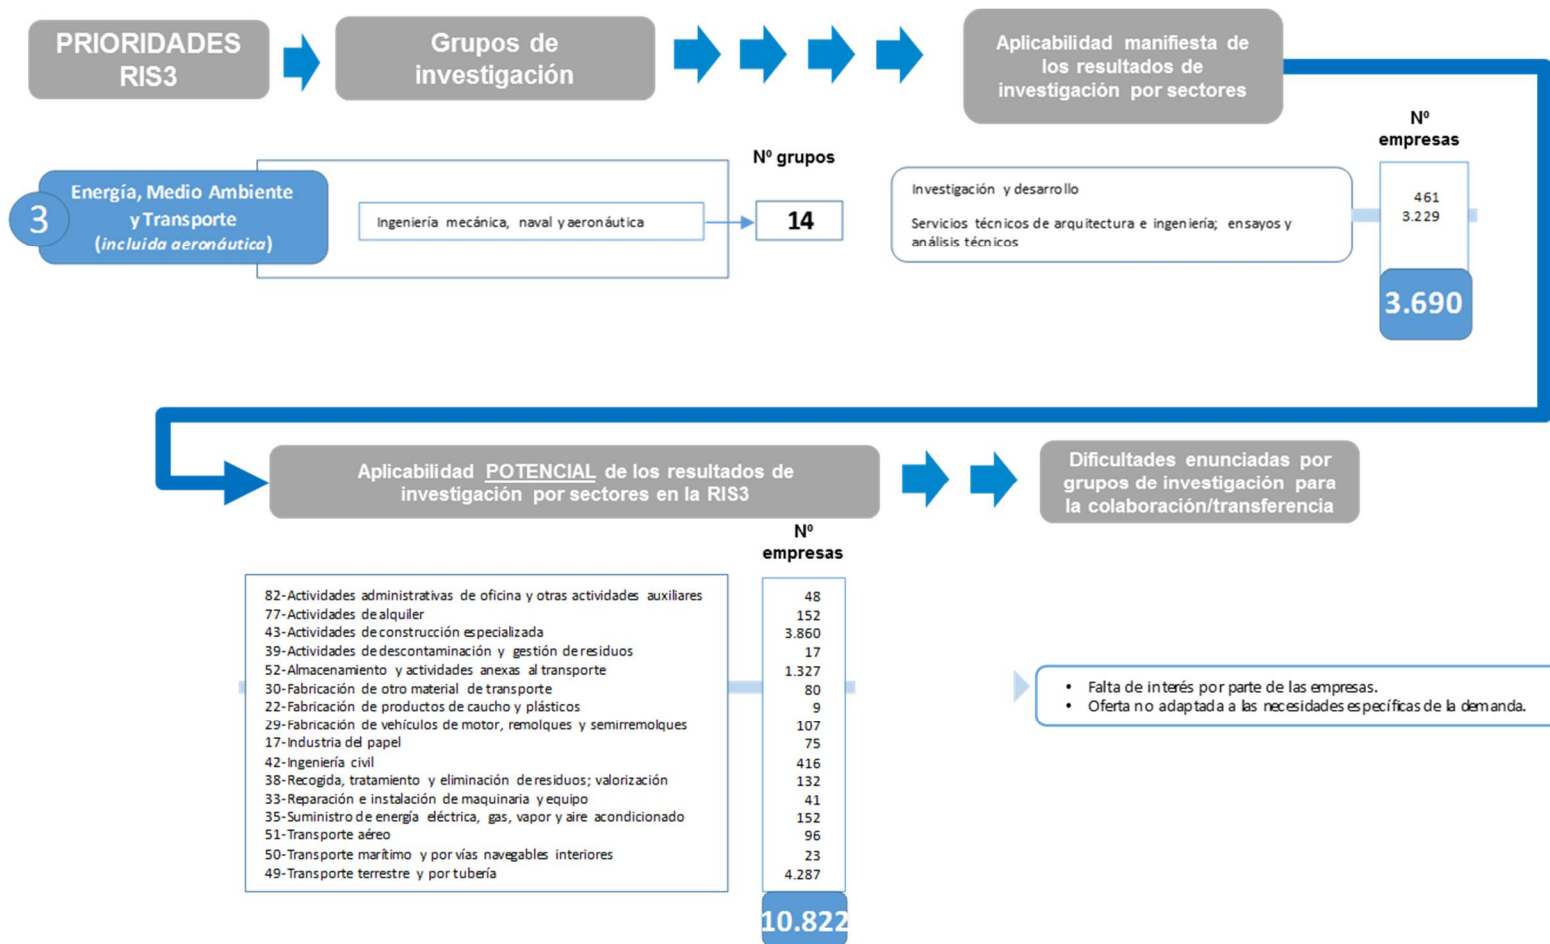 PRIORIDADES
RIS3
Grupos de
investigación
Aplicabilidad manifiesta de
los resultados de
investigación por sectores
Nº
empresas
Nº grupos
3
Energía, Medio Ambiente
y Transporte
(incluida aeronáutica)
Ingeniería mecánica, naval y aeronáutica
14
Investigación y desarrollo
461
Servicios técnicos de arquitectura e ingeniería; ensayos y
análisis técnicos
3.229
3.690
Aplicabilidad POTENCIAL de los resultados de
investigación por sectores en la RIS3
Dificultades enunciadas por
grupos de investigación para
la colaboración/transferencia
Nº
empresas
82-Actividades administrativas de oficina y otras actividades auxiliares 48
77-Actividades de alquiler 152
43-Actividades de construcción especializada 3.860
39-Actividades de descontaminación y gestión de residuos 17
52-Almacenamiento y actividades anexas al transporte 1.327
30-Fabricación de otro material de transporte 80
22-Fabricación de productos de caucho y plásticos 9
29-Fabricación de vehículos de motor, remolques y semirremolques 107
17-Industria del papel 75
42-Ingeniería civil 416
38-Recogida, tratamiento y eliminación de residuos; valorización 132
33-Reparación e instalación de maquinaria y equipo 41
35-Suministro de energía eléctrica, gas, vapor y aire acondicionado 152
51-Transporte aéreo 96
50-Transporte marítimo y por vías navegables interiores 23
49-Transporte terrestre y por tubería 4.287
10.822
• Falta de interés por parte de las empresas.
• Oferta no adaptada a las necesidades específicas de la demanda.